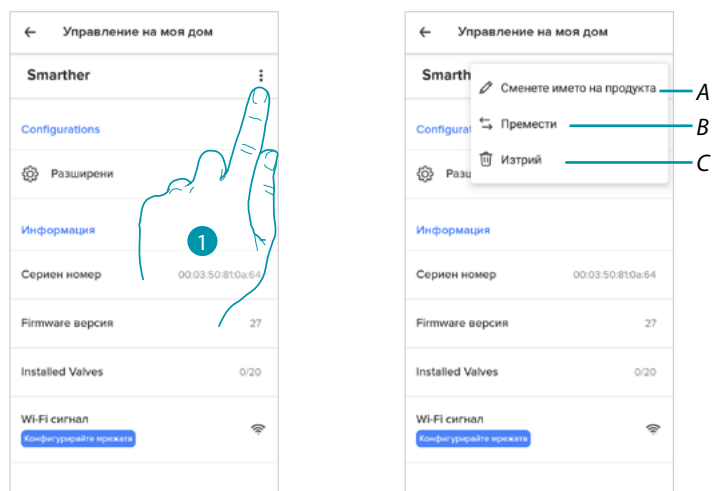 Управление на моя дом
Smarther
Configurations
Разширени
Информация
1
Сериен номер 00:03:50:81:0a:64
Firmware версия 27
Installed Valves 0/20
Wi-Fi сигнал
Конфигурирайте мрежата
Управление на моя дом
Smarth
Сменете името на продукта A
Configurat
Премести B
Изтрий C
Раз
Информация
Сериен номер 00:03:50:81:0a:64
Firmware версия 27
Installed Valves 0/20
Wi-Fi сигнал
Конфигурирайте мрежата